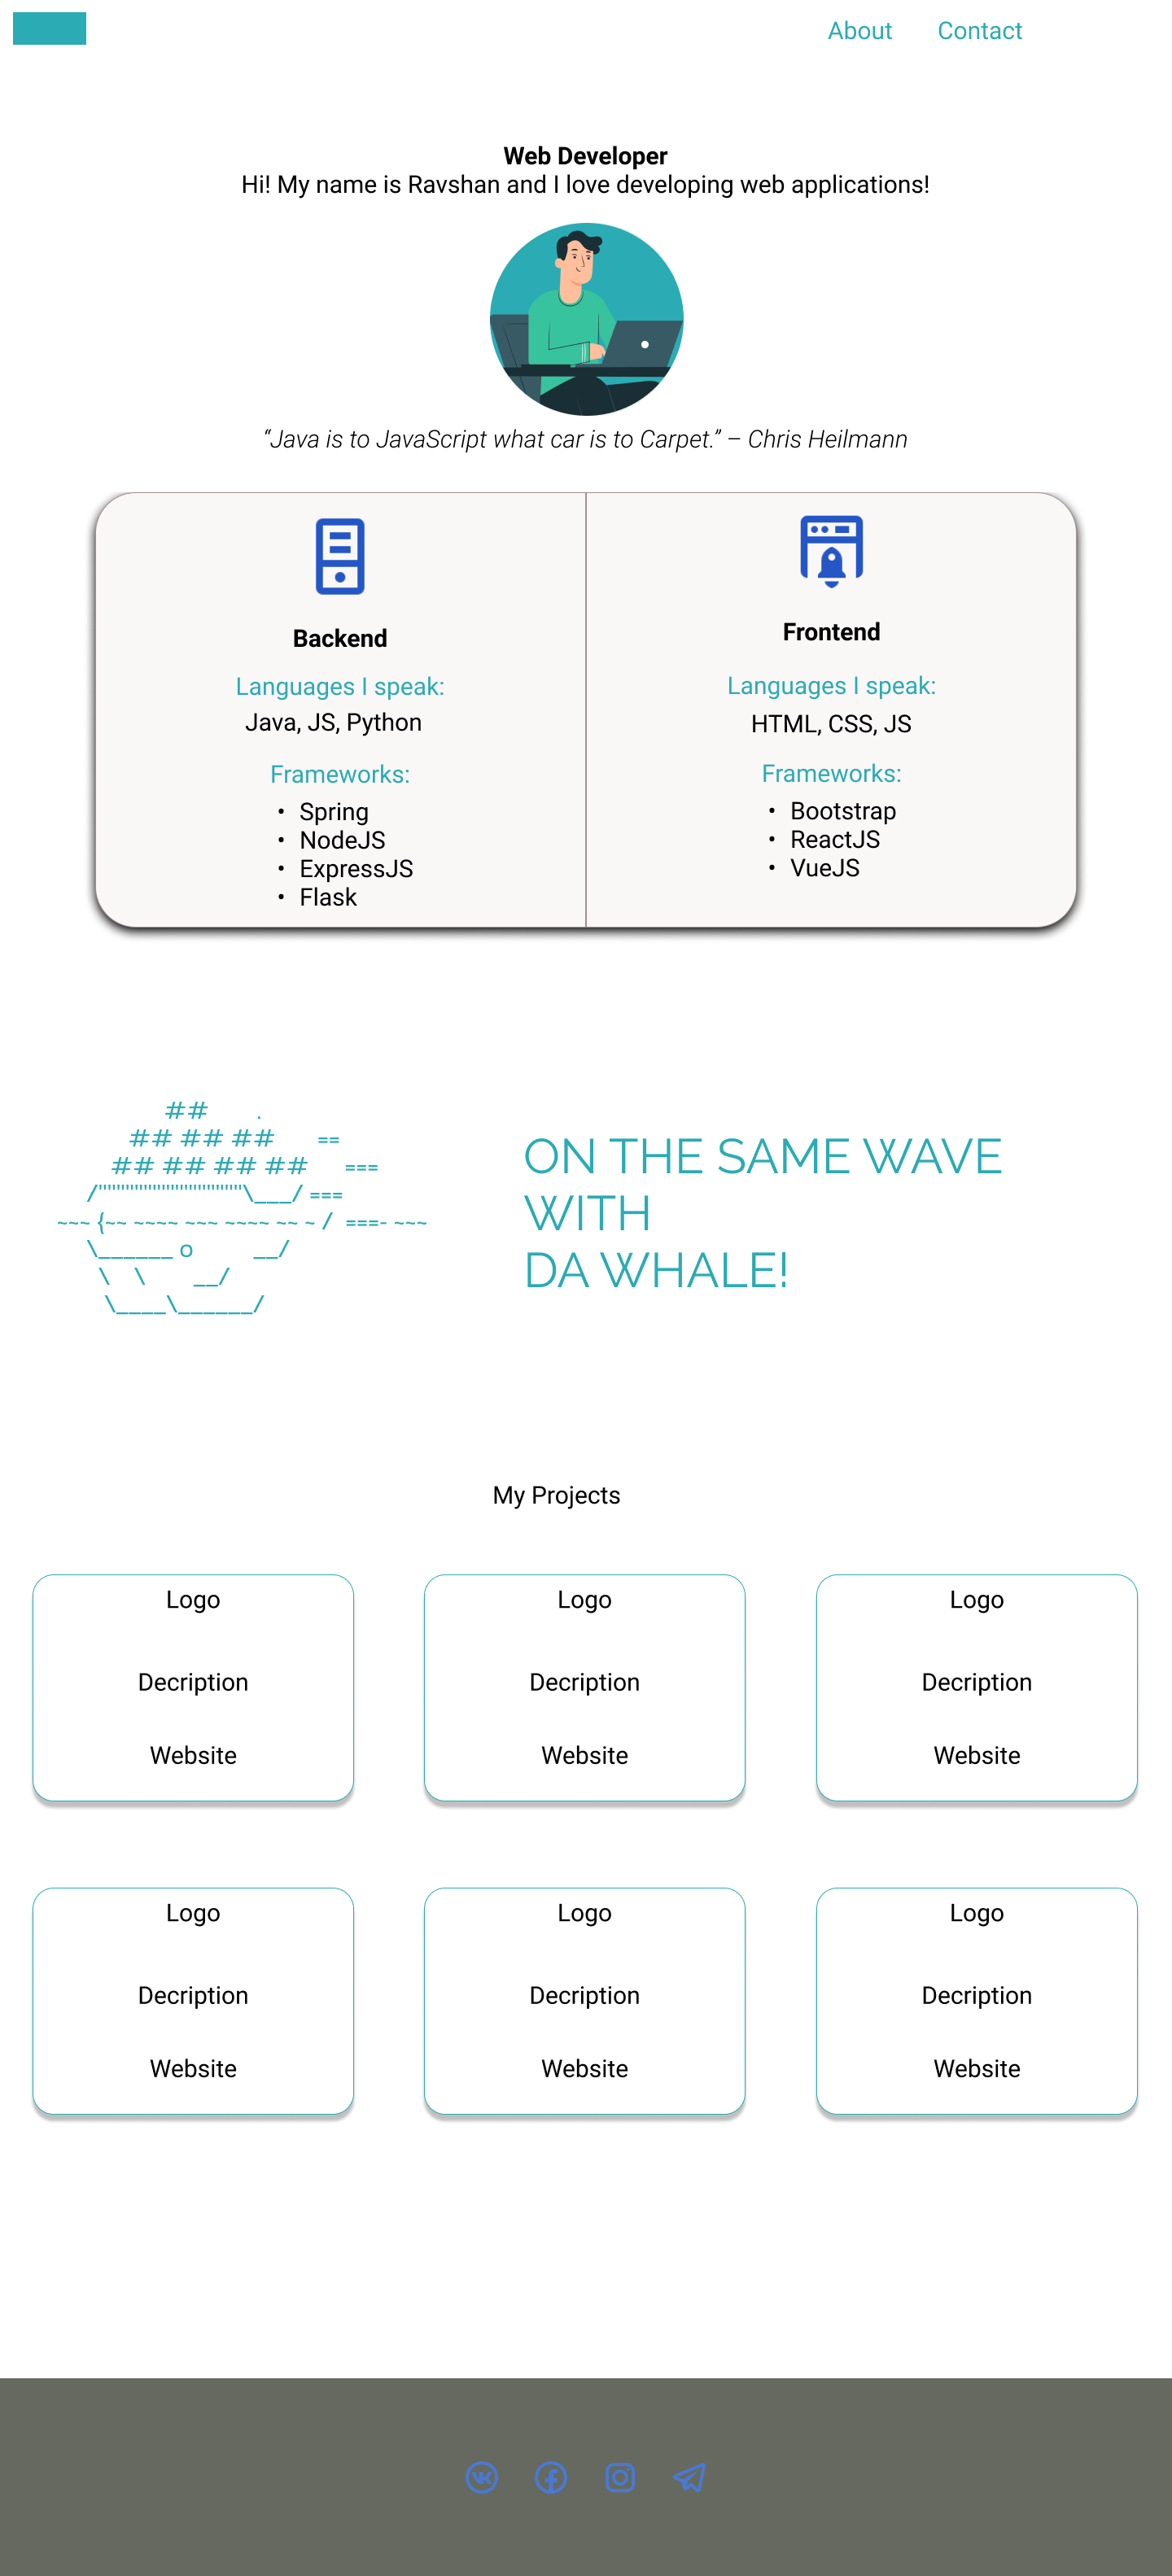 About Contact
Web Developer
Hi! My name is Ravshan and I love developing web applications!
“Java is to JavaScript what car is to Carpet.” – Chris Heilmann
Backend
Languages I speak:
Java, JS, Python
Frameworks:
• Spring
• NodeJS
• ExpressJS
• Flask
Frontend
Languages I speak:
HTML, CSS, JS
Frameworks:
• Bootstrap
• ReactJS
• VueJS
## .
## ## ## ==
## ## ## ## ===
/""""""""""""""""\___/ ===
~~~ {~~ ~~~~ ~~~ ~~~~ ~~ ~ / ===- ~~~
\______ o __/
\ \ __/
\____\______/
ON THE SAME WAVE
WITH
DA WHALE!
My Projects
Logo
Decription
Website
Logo
Decription
Website
Logo
Decription
Website
Logo
Decription
Website
Logo
Decription
Website
Logo
Decription
Website